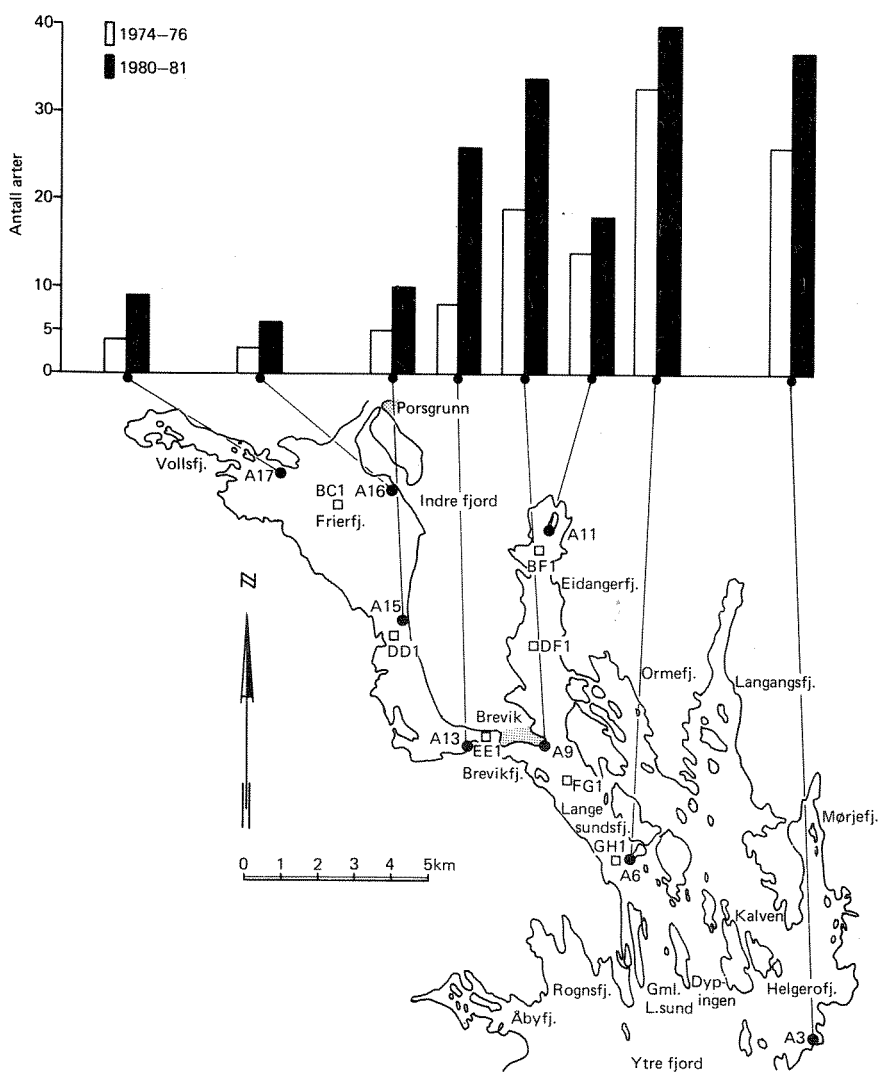 40
1974–76
1980–81
30
20
10
5
0
Antall arter
Porsgrunn
Vollsfj.
A17
BC1
A16
Indre fjord
Frierfj.
A11
BF1
Eidangerfj.
N
A15
DD1
DF1
Ormefj.
Langangsfj.
Brevik
A13
EE1
A9
Brevikfj.
FG1
Lange
sundsfj.
Mørjefj.
GH1
A6
0 1 2 3 4 5km
Kalven
Rognsfj.
Gml.
L.sund
Dyp-
ingen
Helgerofj.
Åbyfj.
A3
Ytre fjord